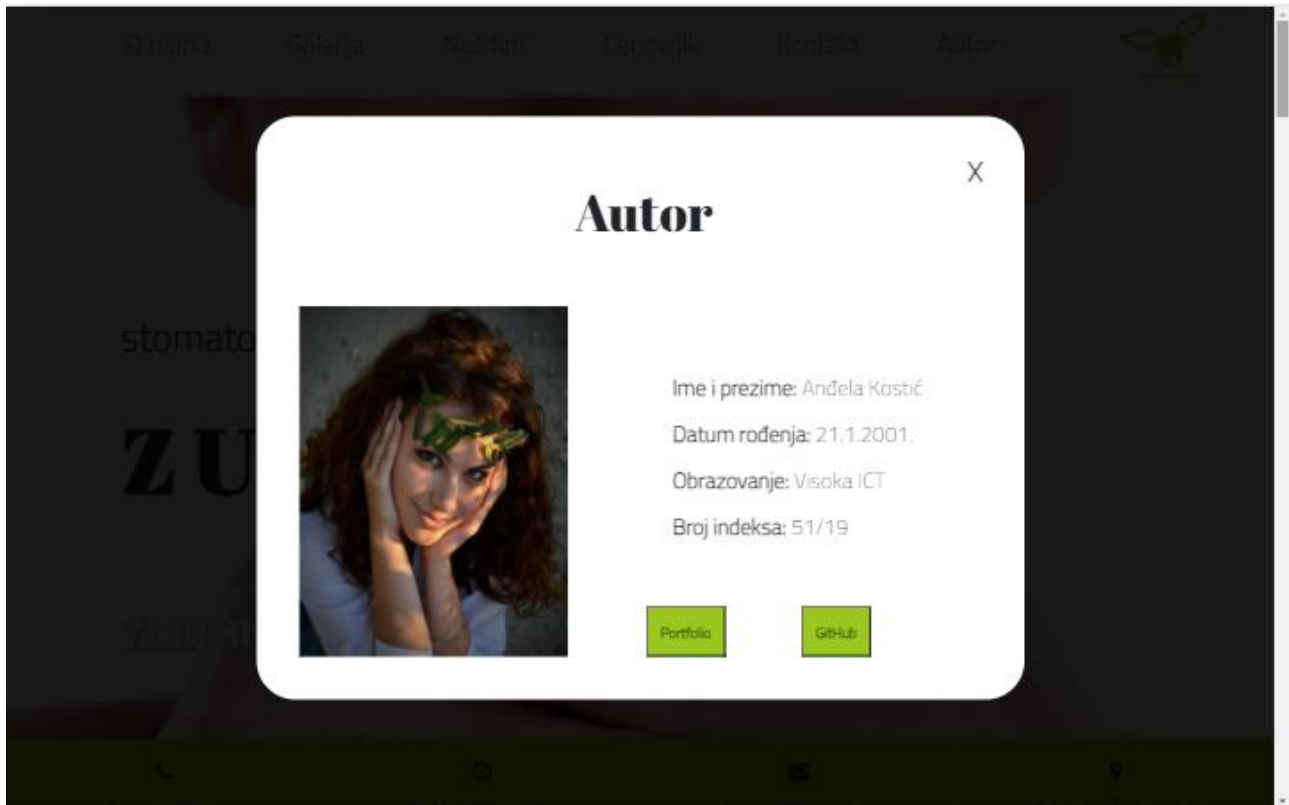 O nama Galerija Naš tim Cenovnik Kontakt Autor
X
Autor
stomato
ZU
Ime i prezime: Anđela Kostić
Datum rođenja: 21.1.2001.
Obrazovanje: Visoka ICT
Broj indeksa: 51/19
Portfolio GitHub